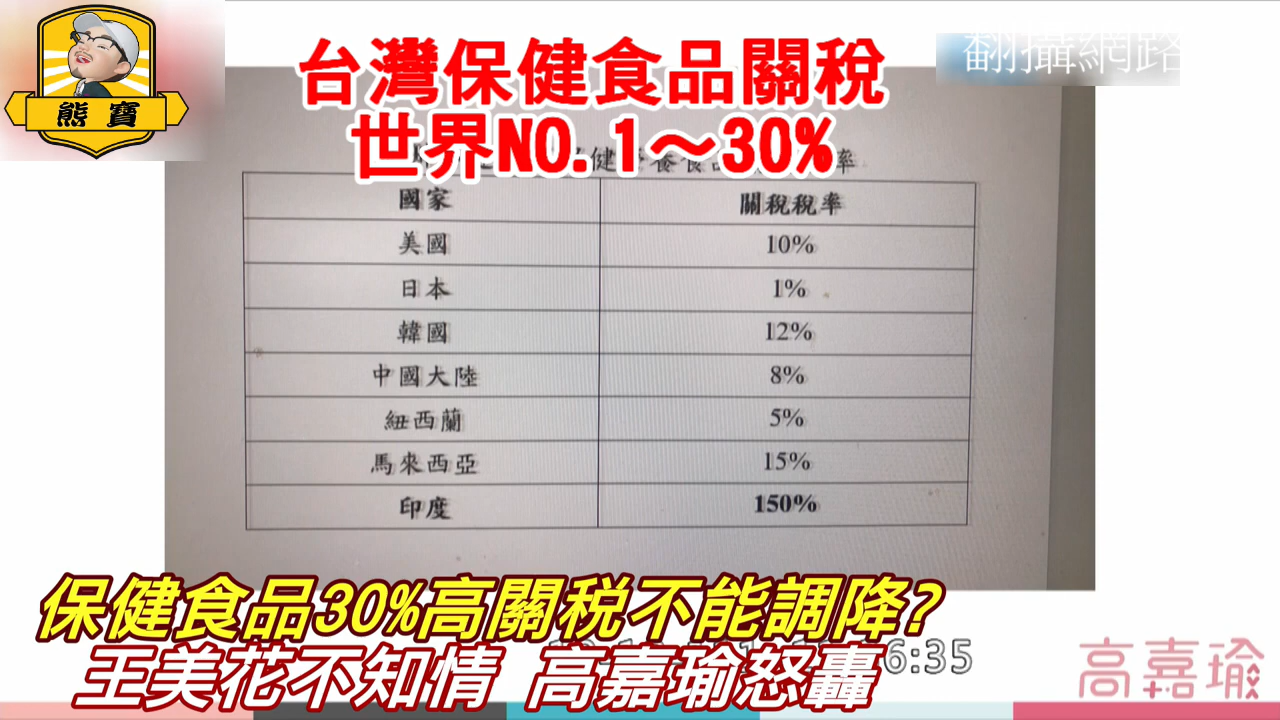 熊寶
翻攝網路
台灣保健食品關稅
世界NO.1～30%
國家 關稅稅率
美國 10%
日本 1%
韓國 12%
中國大陸 8%
紐西蘭 5%
馬來西亞 15%
印度 150%
保健食品30%高關稅不能調降?
王美花不知情 高嘉瑜怒轟
6:35
高嘉瑜